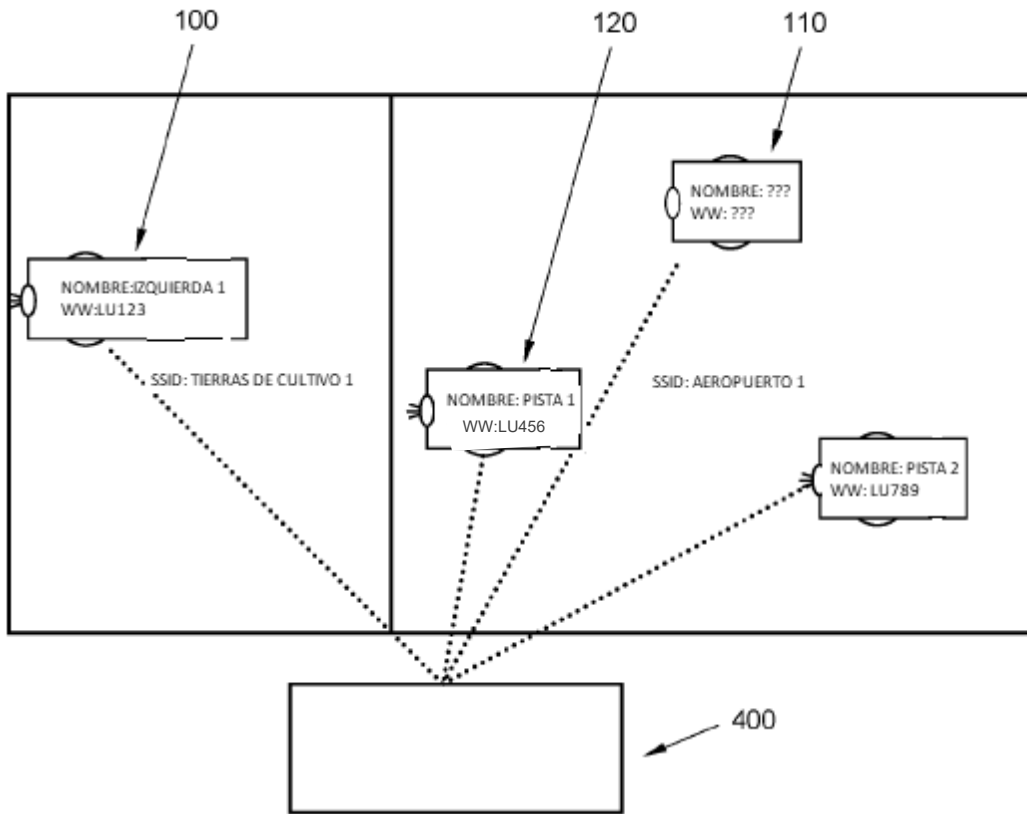 100
120
110
NOMBRE: ???
WW: ???
NOMBRE:IZQUIERDA 1
WW:LU123
SSID: TIERRAS DE CULTIVO 1
SSID: AEROPUERTO 1
NOMBRE: PISTA 1
WW:LU456
NOMBRE: PISTA 2
WW: LU789
400